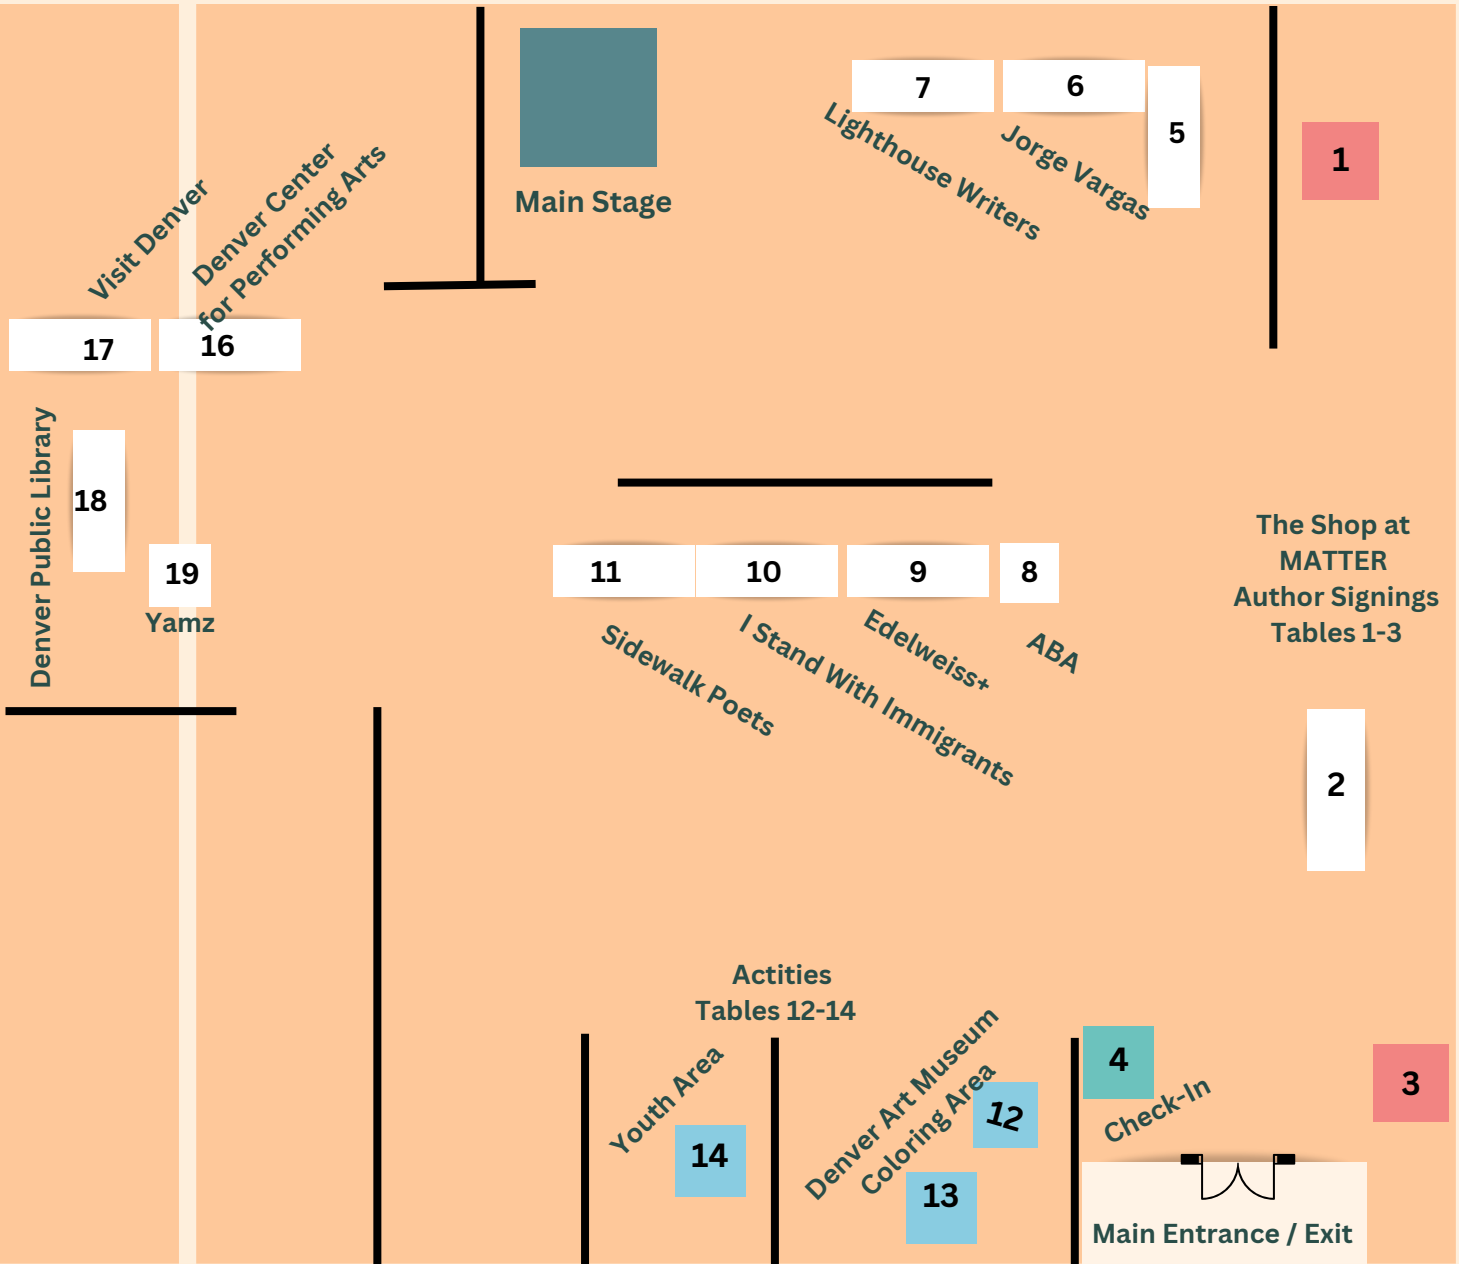 7
6
5
1
Lighthouse Writers
Jorge Vargas
Main Stage
Visit Denver
Denver Center
for Performing Arts
17
16
Denver Public Library
18
19
Yamz
11
10
9
8
Sidewalk Poets
I Stand With Immigrants
Edelweiss+
ABA
The Shop at
MATTER
Author Signings
Tables 1-3
2
Actities
Tables 12-14
Youth Area
14
Denver Art Museum
Coloring Area
12
13
4
Check-In
3
Main Entrance / Exit